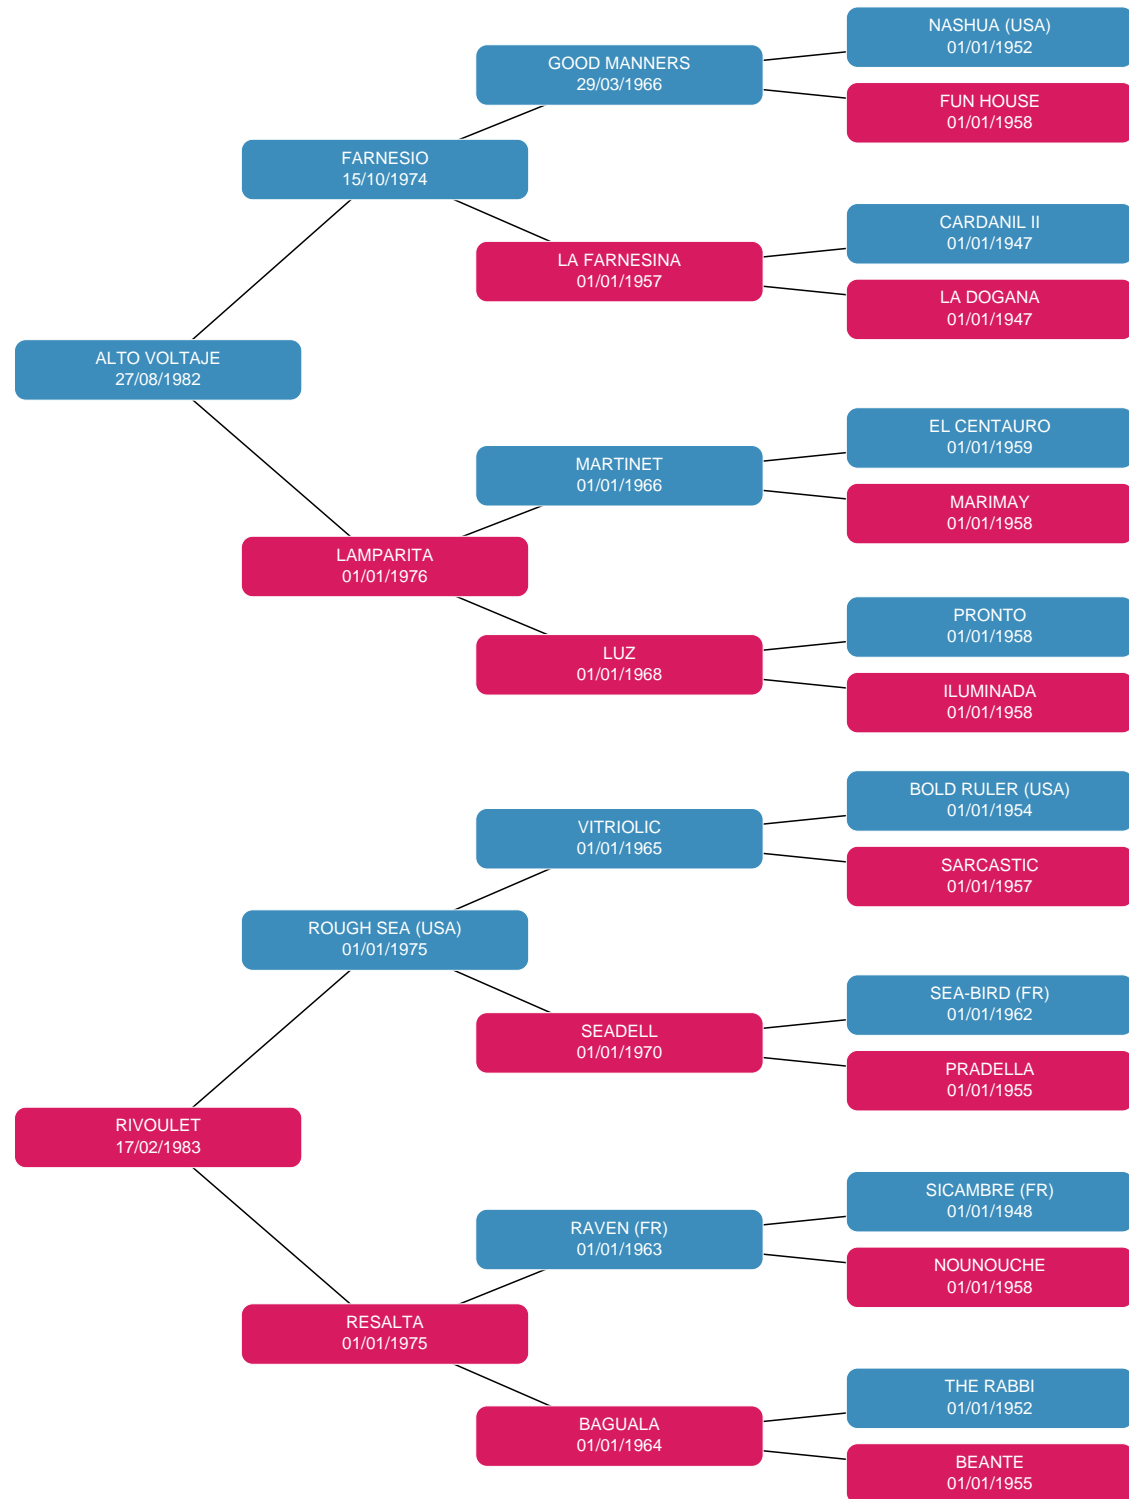 NASHUA (USA)
01/01/1952
GOOD MANNERS
29/03/1966
FUN HOUSE
01/01/1958
FARNESIO
15/10/1974
CARDANIL II
01/01/1947
LA FARNESINA
01/01/1957
LA DOGANA
01/01/1947
ALTO VOLTAJE
27/08/1982
EL CENTAURO
01/01/1959
MARTINET
01/01/1966
MARIMAY
01/01/1958
LAMPARITA
01/01/1976
PRONTO
01/01/1958
LUZ
01/01/1968
ILUMINADA
01/01/1958
BOLD RULER (USA)
01/01/1954
VITRIOLIC
01/01/1965
SARCASTIC
01/01/1957
ROUGH SEA (USA)
01/01/1975
SEA-BIRD (FR)
01/01/1962
SEADELL
01/01/1970
PRADELLA
01/01/1955
RIVOULET
17/02/1983
SICAMBRE (FR)
01/01/1948
RAVEN (FR)
01/01/1963
NOUNOUCHE
01/01/1958
RESALTA
01/01/1975
THE RABBI
01/01/1952
BAGUALA
01/01/1964
BEANTE
01/01/1955